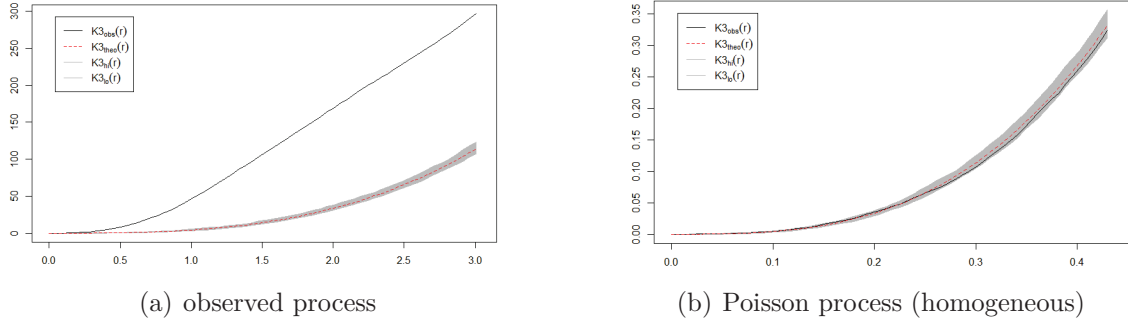 300
250
200
150
100
50
0
K3obs(r)
K3theo(r)
K3hi(r)
K3lo(r)
0.0 0.5 1.0 1.5 2.0 2.5 3.0
(a) observed process
0.35
0.30
0.25
0.20
0.15
0.10
0.05
0.00
K3obs(r)
K3theo(r)
K3hi(r)
K3lo(r)
0.0 0.1 0.2 0.3 0.4
(b) Poisson process (homogeneous)